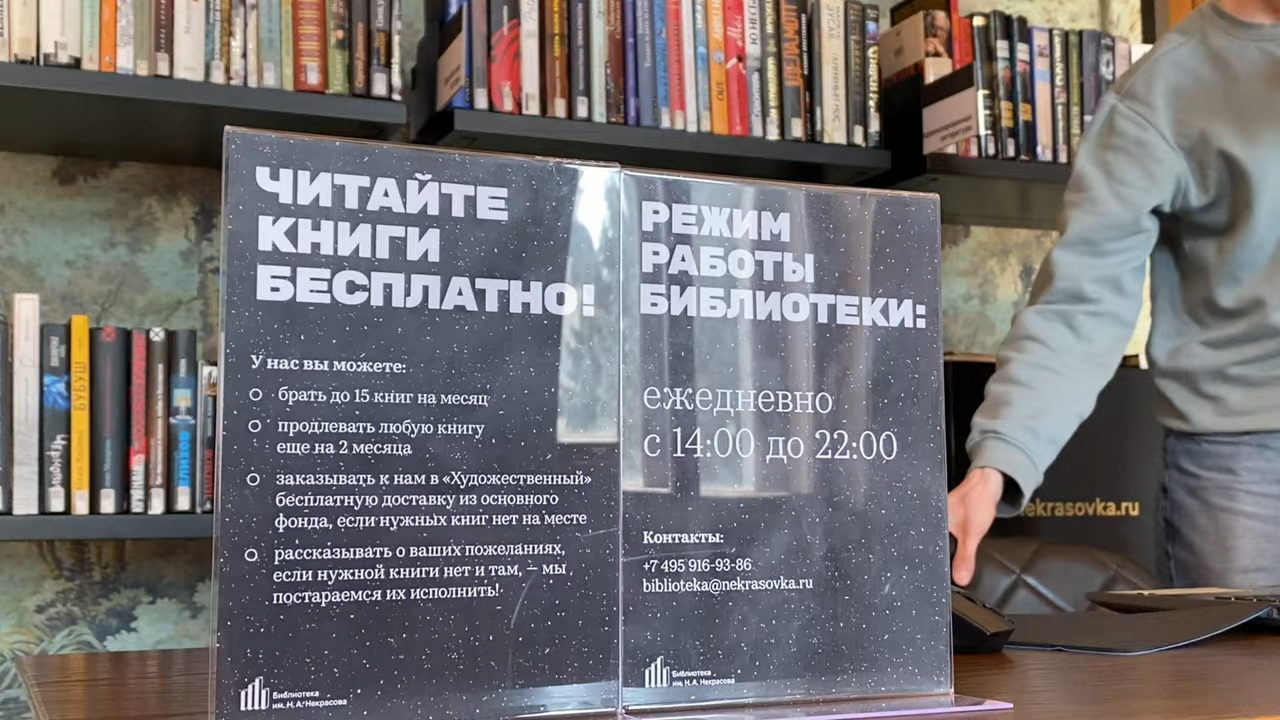 ЧИТАЙТЕ
КНИГИ
БЕСПЛАТНО!
У нас вы можете:
брать до 15 книг на месяц
продлевать любую книгу
еще на 2 месяца
заказывать к нам в «Художественный»
бесплатную доставку из основного
фонда, если нужных книг нет на месте
рассказывать о ваших пожеланиях,
если нужной книги нет и там, – мы
постараемся их исполнить!
Библиотека
им. Н. А. Некрасова
РЕЖИМ
РАБОТЫ
БИБЛИОТЕКИ:
ежедневно
с 14:00 до 22:00
Контакты:
+7 495 916-93-86
biblioteka@nekrasovka.ru
Библиотека
им. Н. А. Некрасова
nekrasovka.ru
БУБУШ